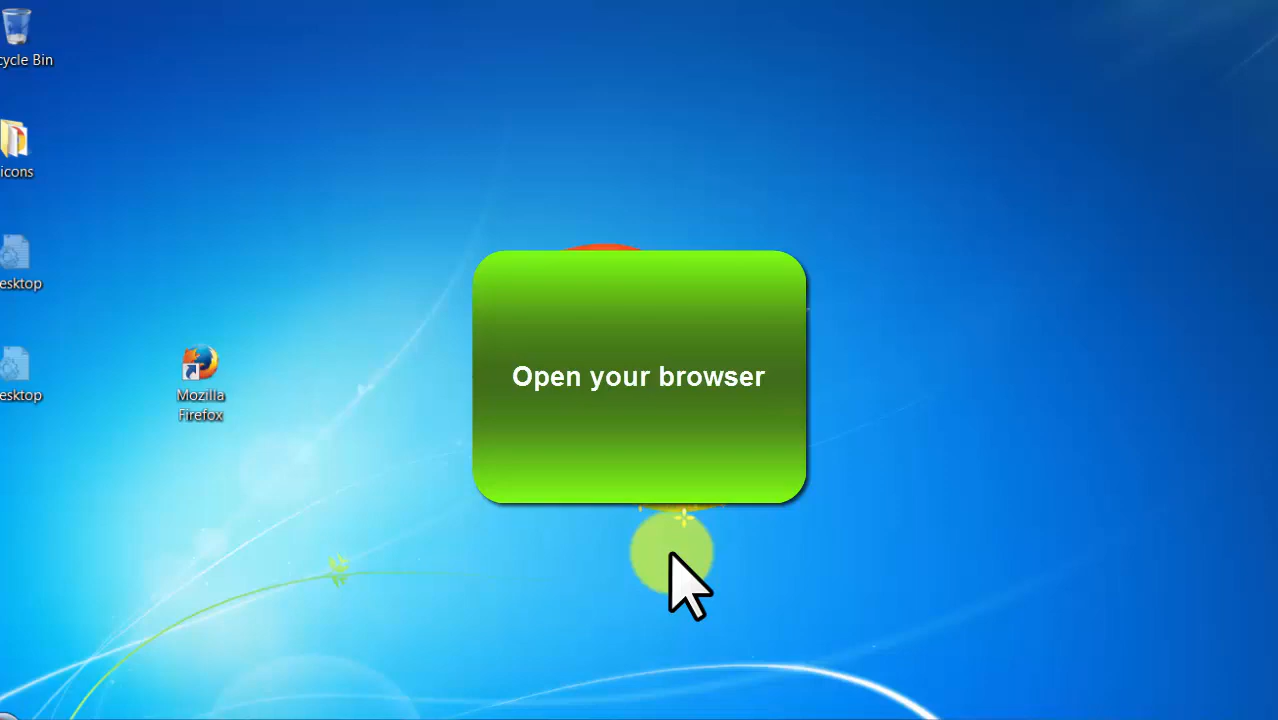 cycle Bin
icons
esktop
esktop
Mozilla
Firefox
Open your browser